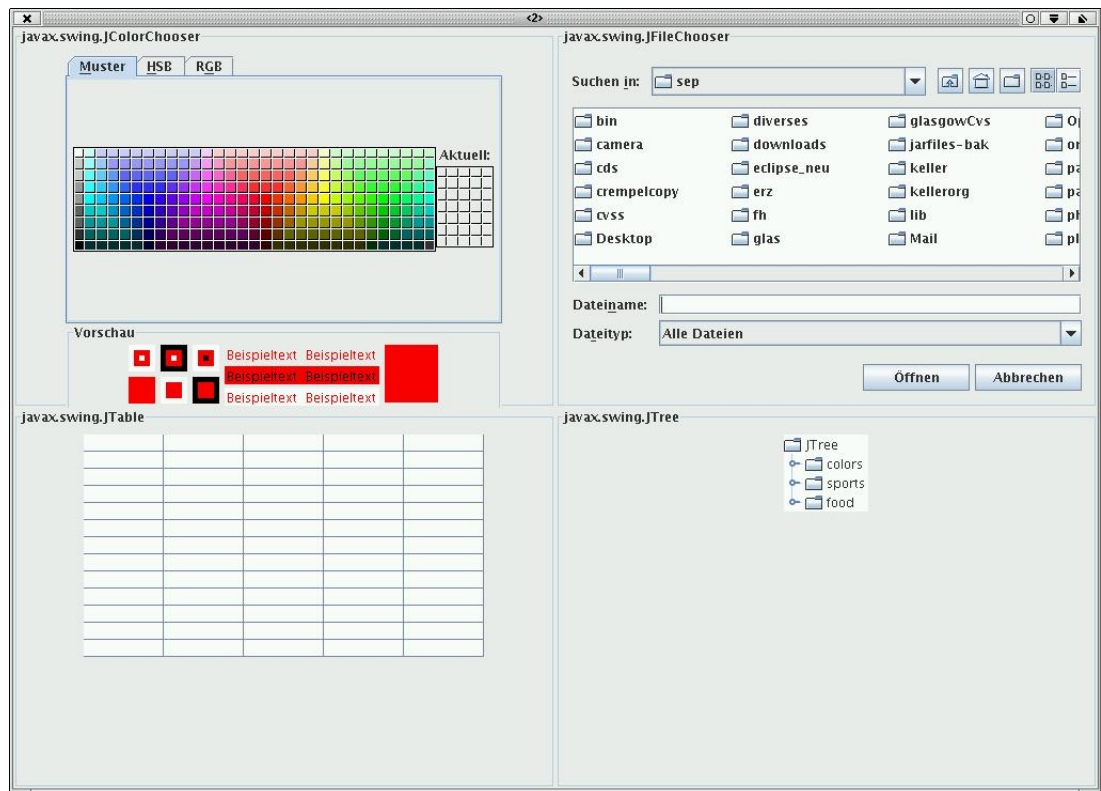 <2>
javax.swing.JColorChooser
Muster HSB RGB
Aktuell:
Vorschau
Beispieltext Beispieltext
Beispieltext Beispieltext
Beispieltext Beispieltext
javax.swing.JFileChooser
Suchen in: sep
bin diverses glasgowCvs
camera downloads jarfiles-bak
cds eclipse_neu keller
crempelcopy erz kellerorg
cvss fh lib
Desktop glas Mail
Dateiname:
Dateityp: Alle Dateien
Öffnen Abbrechen
javax.swing.JTable
javax.swing.JTree
JTree
colors
sports
food